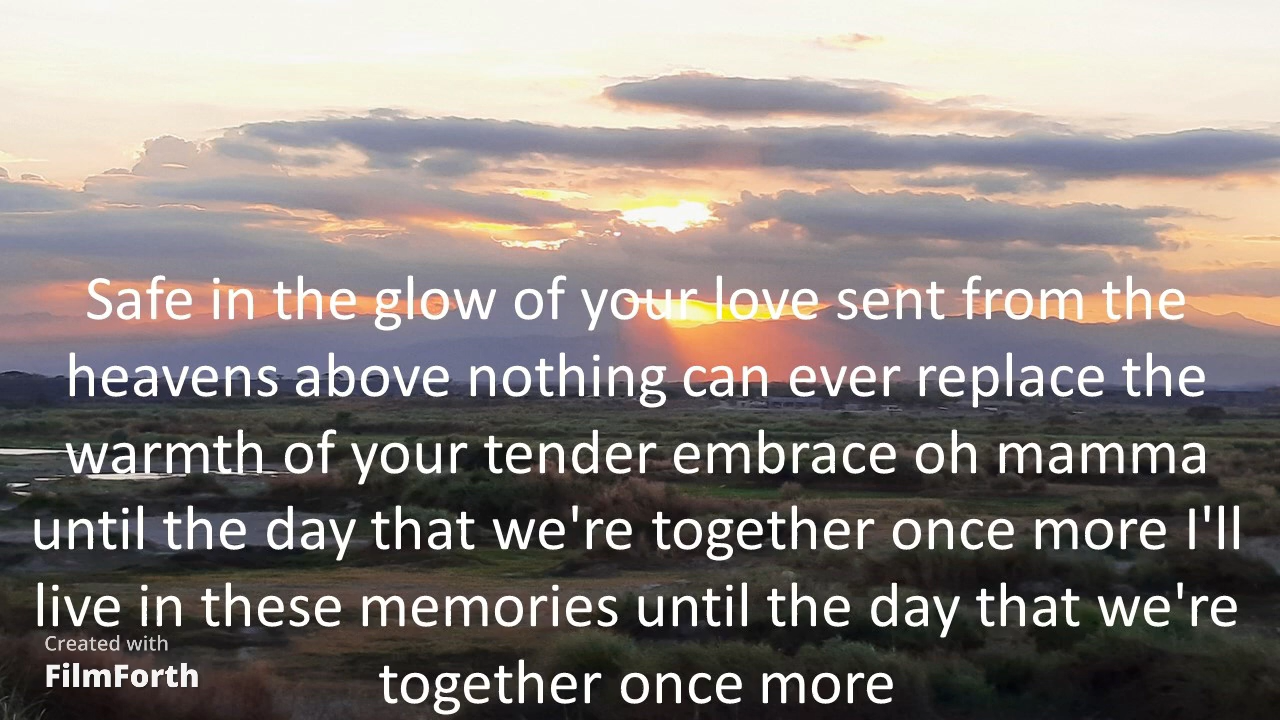 Safe in the glow of your love sent from the
heavens above nothing can ever replace the
warmth of your tender embrace oh mamma
until the day that we're together once more I'll
live in these memories until the day that we're
together once more
Created with
FilmForth